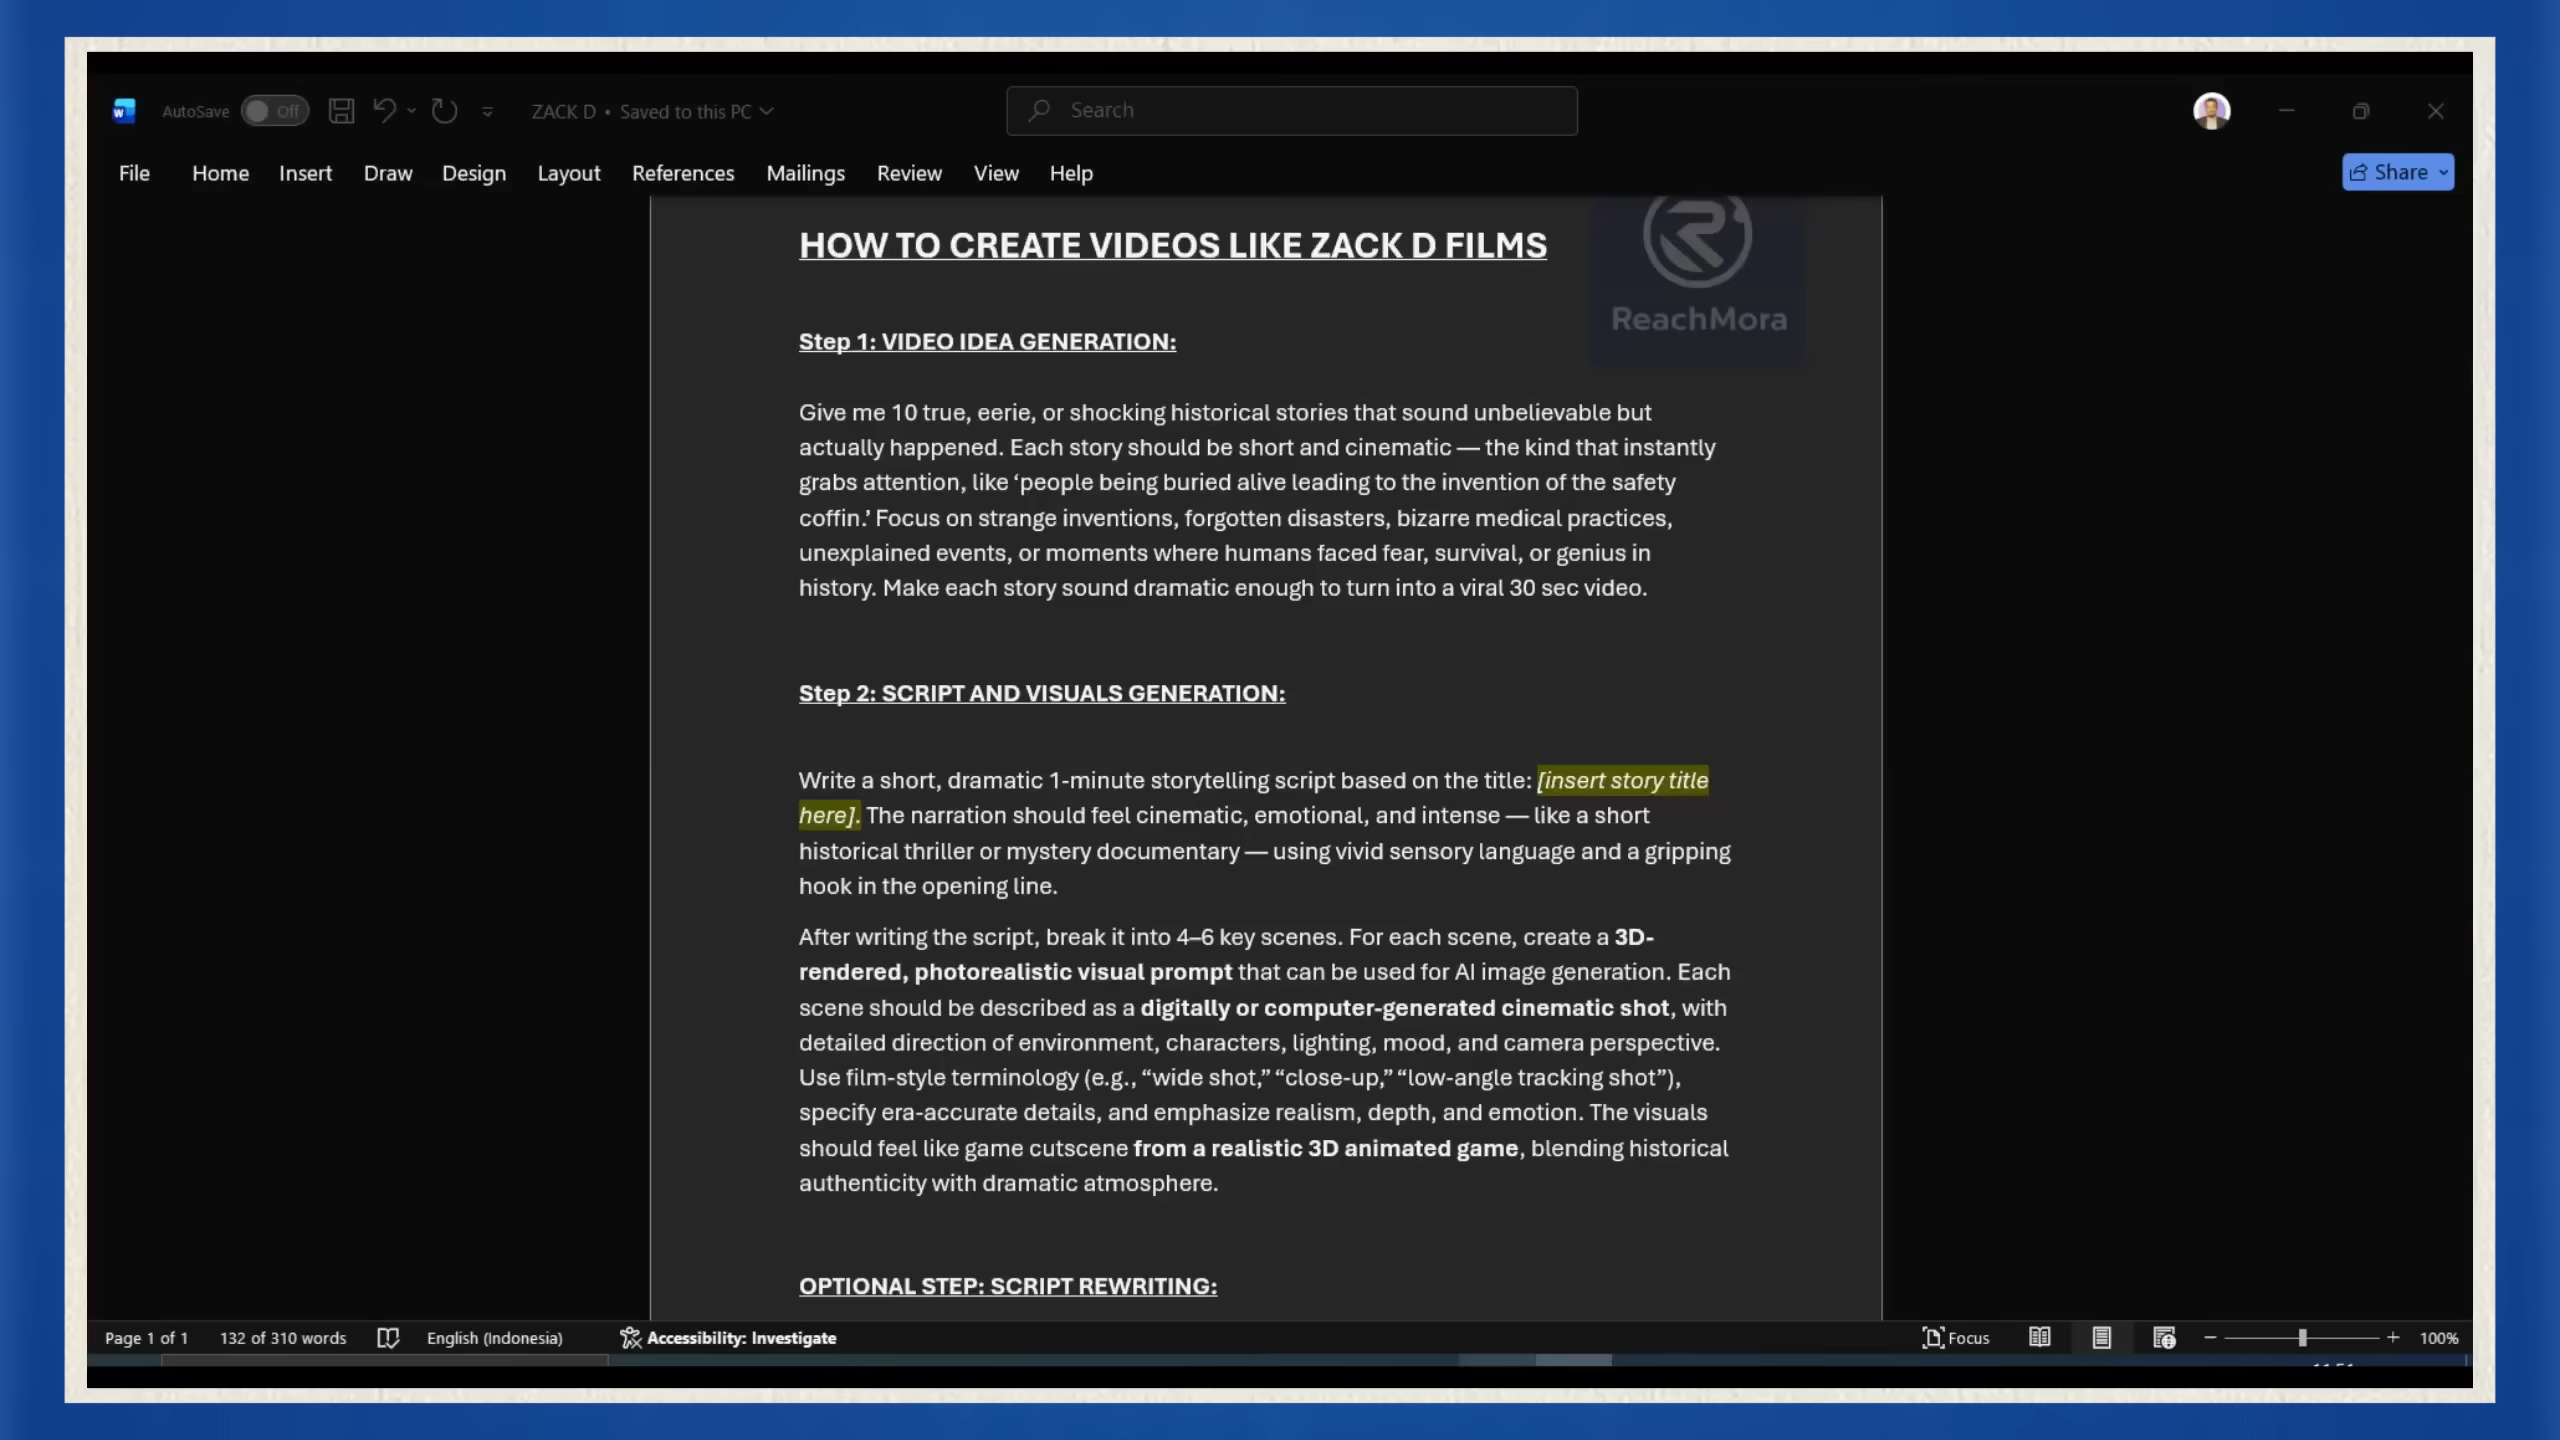 AutoSave Off ZACK D • Saved to this PC Search
File Home Insert Draw Design Layout References Mailings Review View Help Share
HOW TO CREATE VIDEOS LIKE ZACK D FILMS
ReachMora
Step 1: VIDEO IDEA GENERATION:
Give me 10 true, eerie, or shocking historical stories that sound unbelievable but
actually happened. Each story should be short and cinematic — the kind that instantly
grabs attention, like ‘people being buried alive leading to the invention of the safety
coffin.’ Focus on strange inventions, forgotten disasters, bizarre medical practices,
unexplained events, or moments where humans faced fear, survival, or genius in
history. Make each story sound dramatic enough to turn into a viral 30 sec video.
Step 2: SCRIPT AND VISUALS GENERATION:
Write a short, dramatic 1-minute storytelling script based on the title: [insert story title
here]. The narration should feel cinematic, emotional, and intense — like a short
historical thriller or mystery documentary — using vivid sensory language and a gripping
hook in the opening line.
After writing the script, break it into 4–6 key scenes. For each scene, create a 3D-
rendered, photorealistic visual prompt that can be used for AI image generation. Each
scene should be described as a digitally or computer-generated cinematic shot, with
detailed direction of environment, characters, lighting, mood, and camera perspective.
Use film-style terminology (e.g., “wide shot,” “close-up,” “low-angle tracking shot”),
specify era-accurate details, and emphasize realism, depth, and emotion. The visuals
should feel like game cutscene from a realistic 3D animated game, blending historical
authenticity with dramatic atmosphere.
OPTIONAL STEP: SCRIPT REWRITING:
Page 1 of 1 132 of 310 words English (Indonesia) Accessibility: Investigate Focus 100%